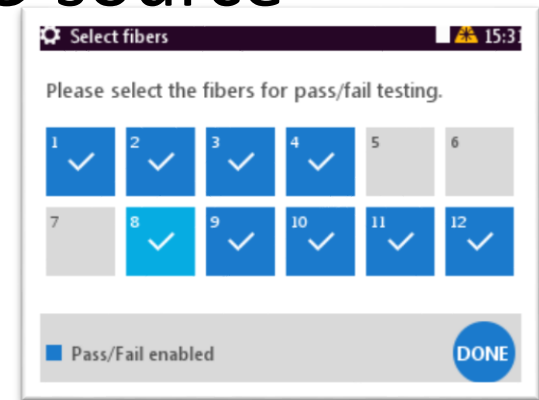 source
Select fibers 15:31
Please select the fibers for pass/fail testing.
1 2 3 4 5 6
7 8 9 10 11 12
Pass/Fail enabled DONE